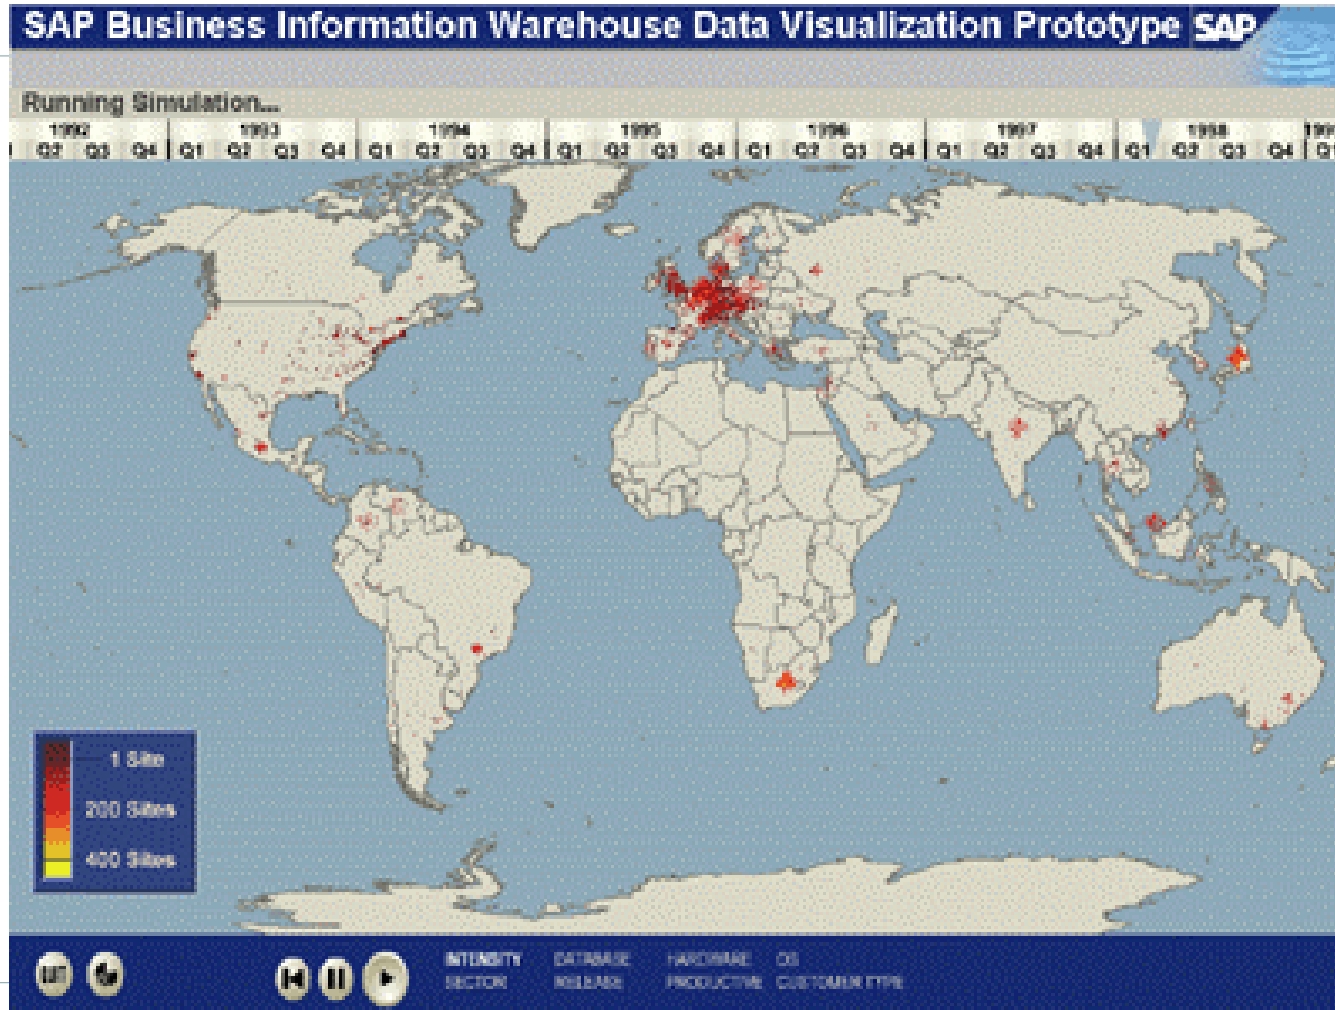 SAP Business Information Warehouse Data Visualization Prototype SAP
Running Simulation...
1992 1993 1994 1995 1996 1997 1998 199
Q2 Q3 Q4 Q1 Q2 Q3 Q4 Q1 Q2 Q3 Q4 Q1 Q2 Q3 Q4 Q1 Q2 Q3 Q4 Q1 Q2 Q3 Q4 Q1 Q2 Q3 Q4 Q1
1 Site
200 Sites
400 Sites
INTENSITY DATABASE HARDWARE OS
SECTOR RELEASE PRODUCTIVE CUSTOMER TYPE